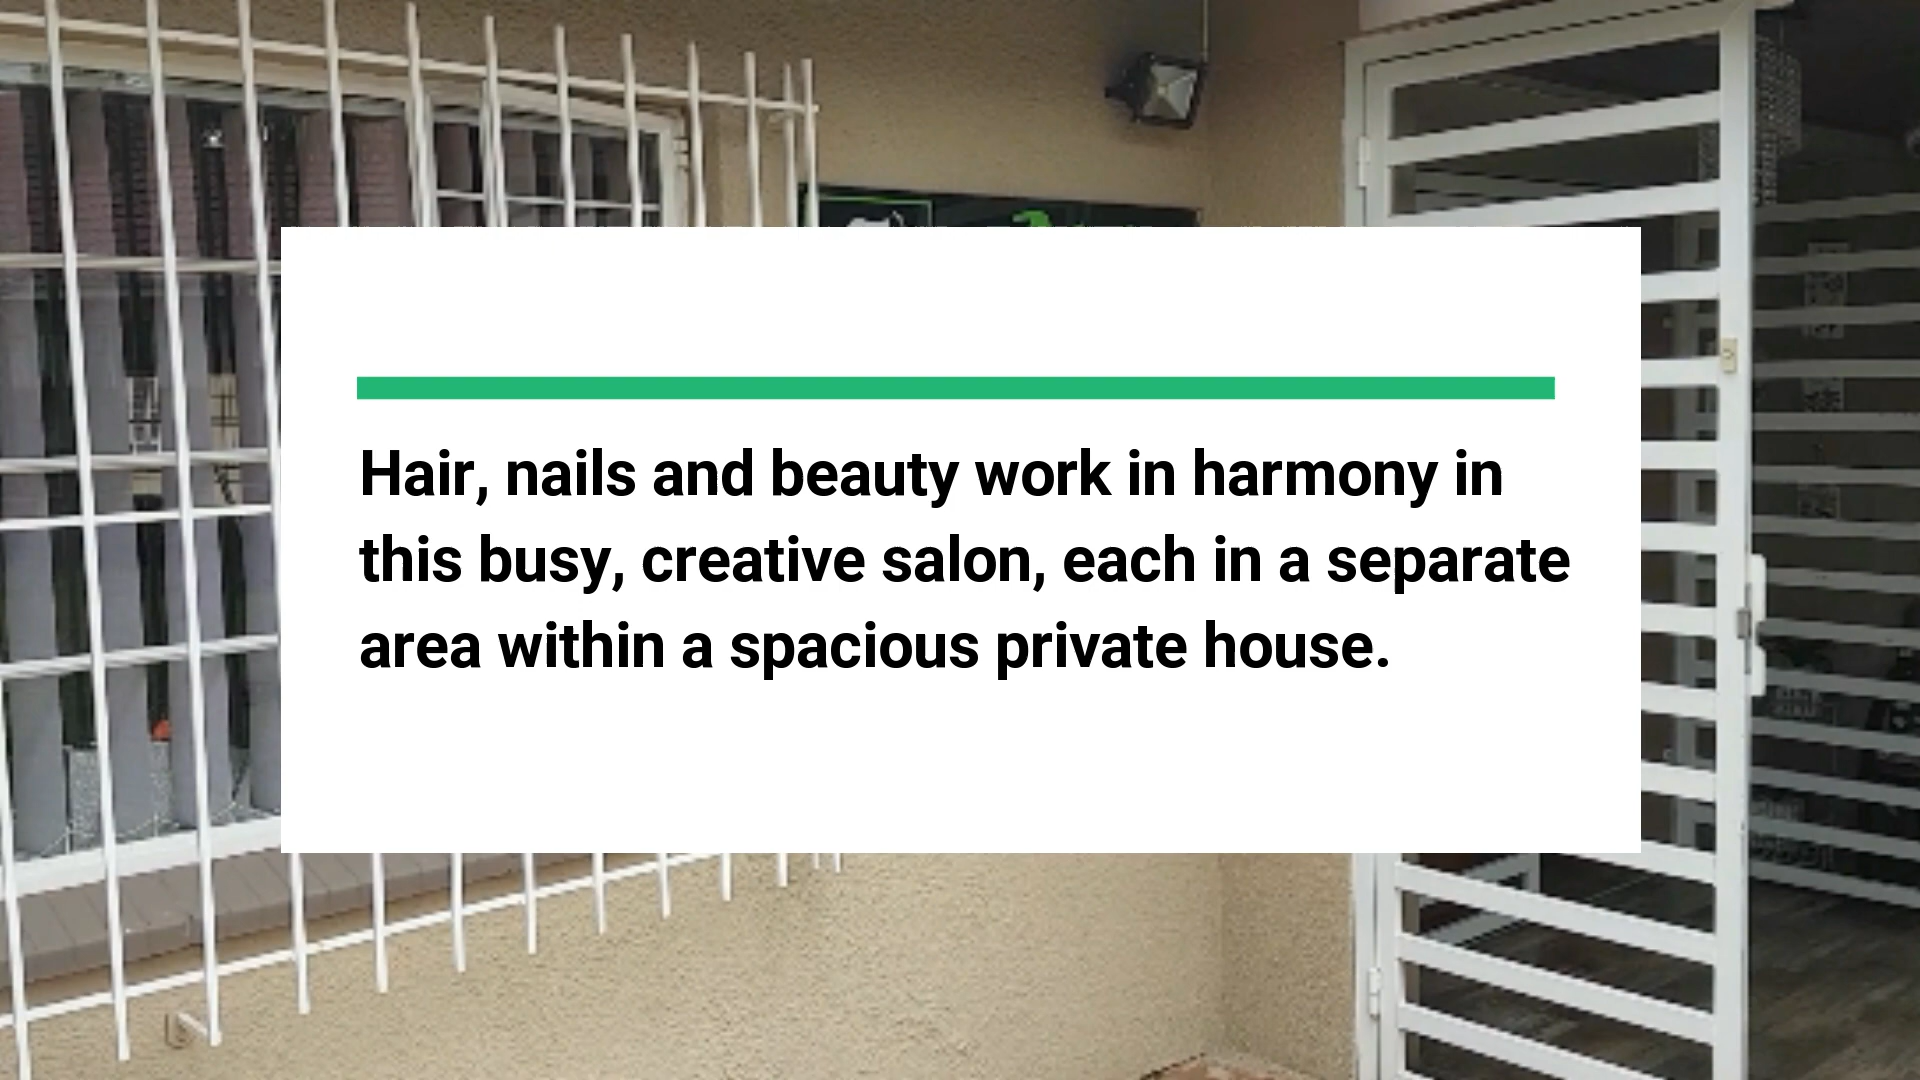 Hair, nails and beauty work in harmony in
this busy, creative salon, each in a separate
area within a spacious private house.